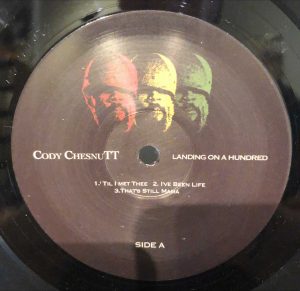 CODY CHESNUTT
LANDING ON A HUNDRED
1.'TIL I MET THEE 2. I'VE BEEN LIFE
3.THAT'S STILL MAMA
SIDE A